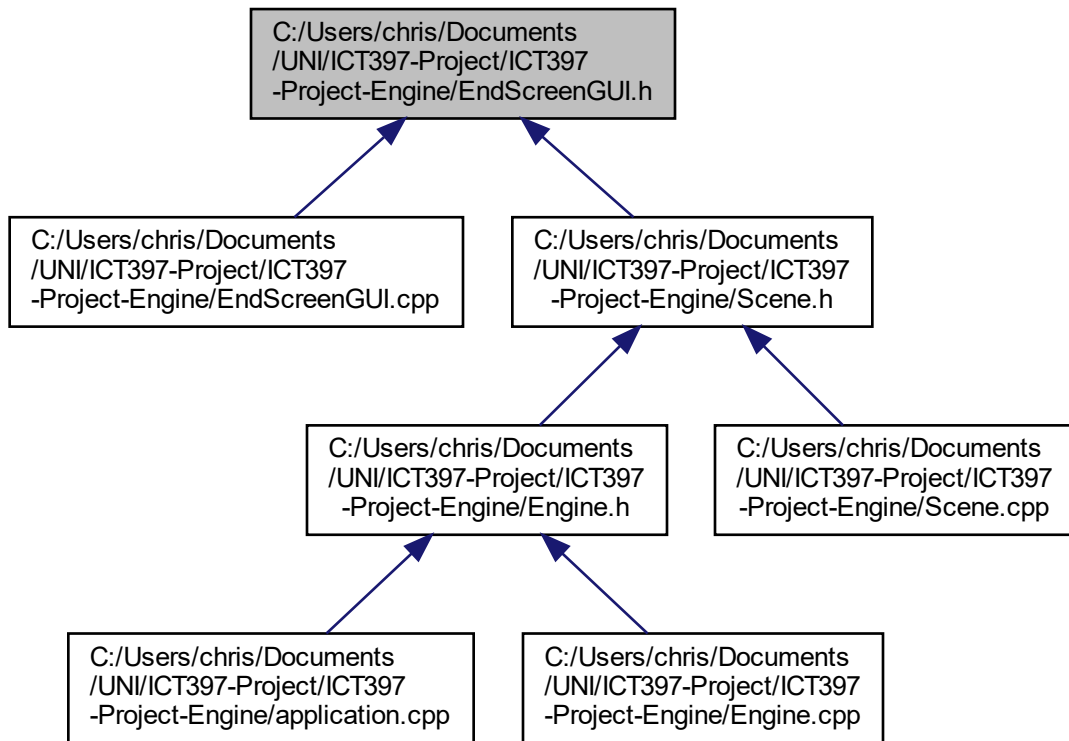 C:/Users/chris/Documents
/UNI/ICT397-Project/ICT397
-Project-Engine/EndScreenGUI.h
C:/Users/chris/Documents
/UNI/ICT397-Project/ICT397
-Project-Engine/EndScreenGUI.cpp
C:/Users/chris/Documents
/UNI/ICT397-Project/ICT397
-Project-Engine/Scene.h
C:/Users/chris/Documents
/UNI/ICT397-Project/ICT397
-Project-Engine/Engine.h
C:/Users/chris/Documents
/UNI/ICT397-Project/ICT397
-Project-Engine/Scene.cpp
C:/Users/chris/Documents
/UNI/ICT397-Project/ICT397
-Project-Engine/application.cpp
C:/Users/chris/Documents
/UNI/ICT397-Project/ICT397
-Project-Engine/Engine.cpp